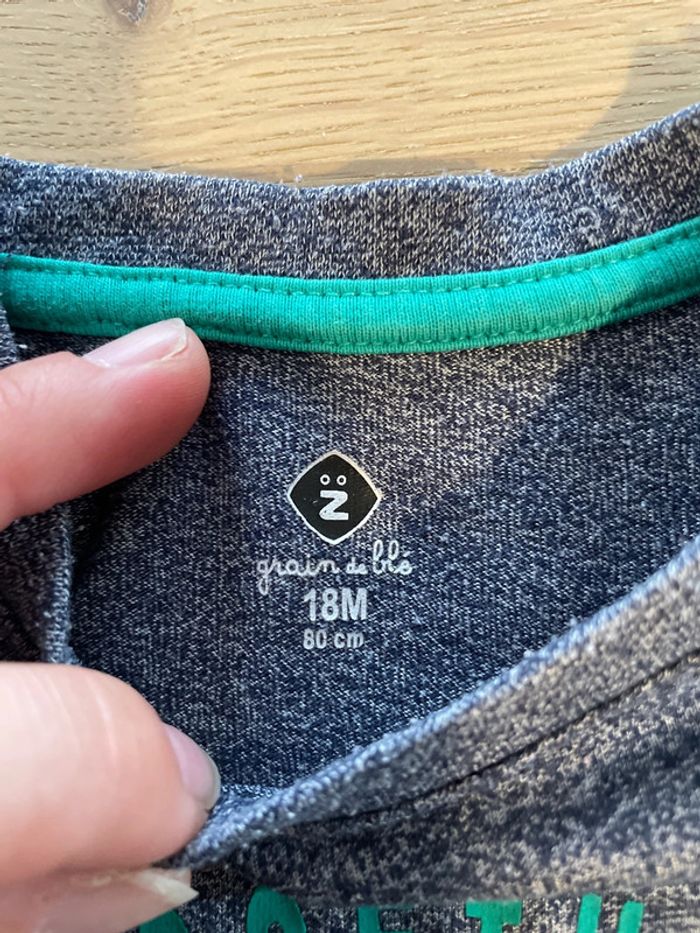 Z
grain de blé
18M
80 cm